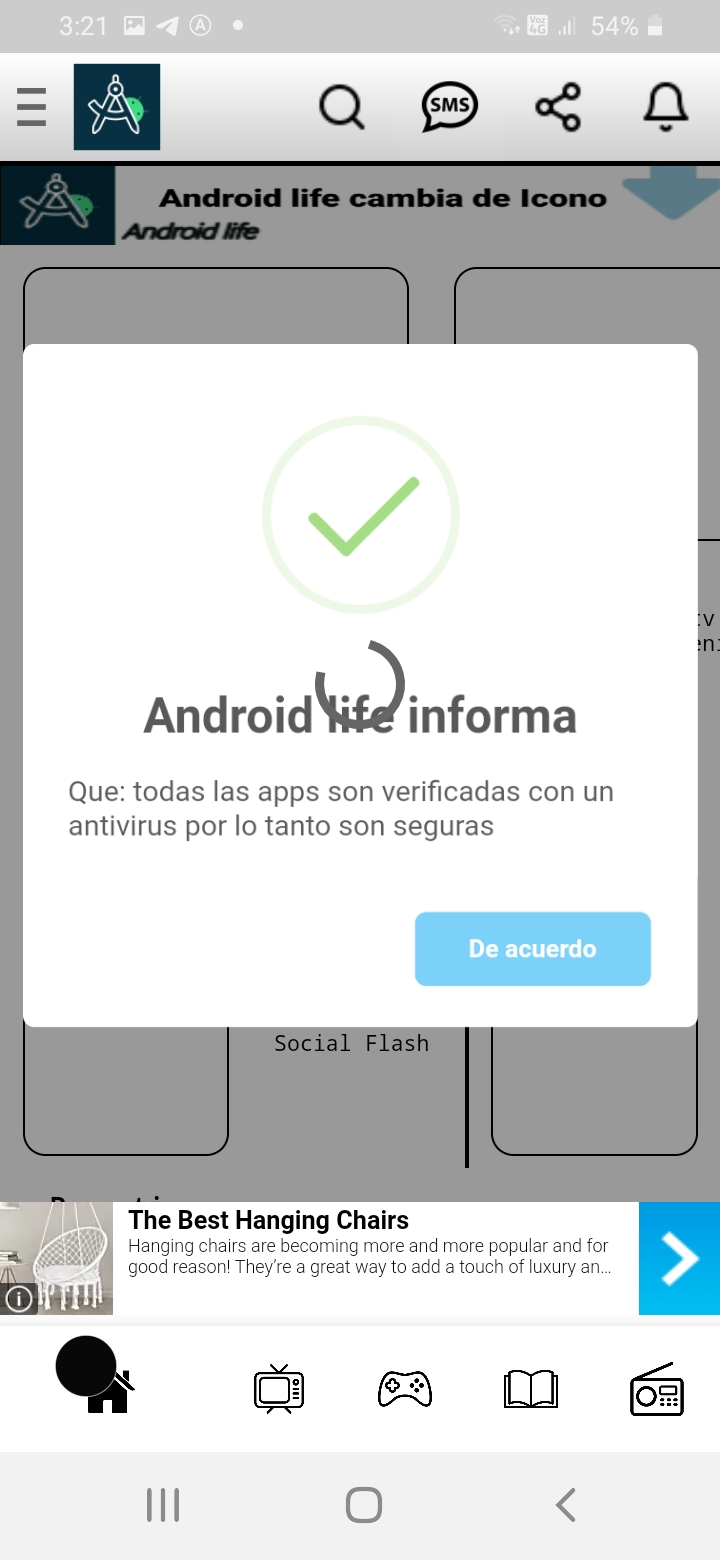 3:21
Voz 4G
54%
SMS
Android life cambia de Icono
Android life
tv
Android life informa
Que: todas las apps son verificadas con un
antivirus por lo tanto son seguras
De acuerdo
Social Flash
The Best Hanging Chairs
Hanging chairs are becoming more and more popular and for
good reason! They're a great way to add a touch of luxury an...